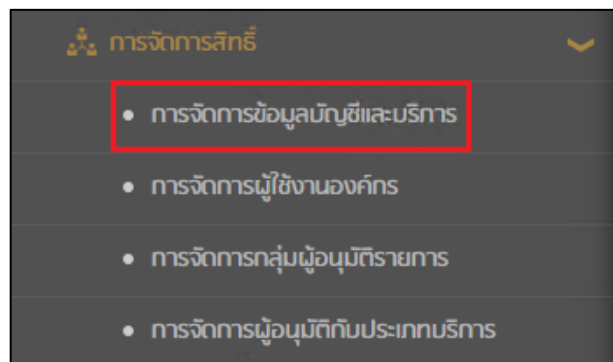 การจัดการสิทธิ์
• การจัดการข้อมูลบัญชีและบริการ
• การจัดการผู้ใช้งานองค์กร
• การจัดการกลุ่มผู้อนุมัติรายการ
• การจัดการผู้อนุมัติกับประเภทบริการ